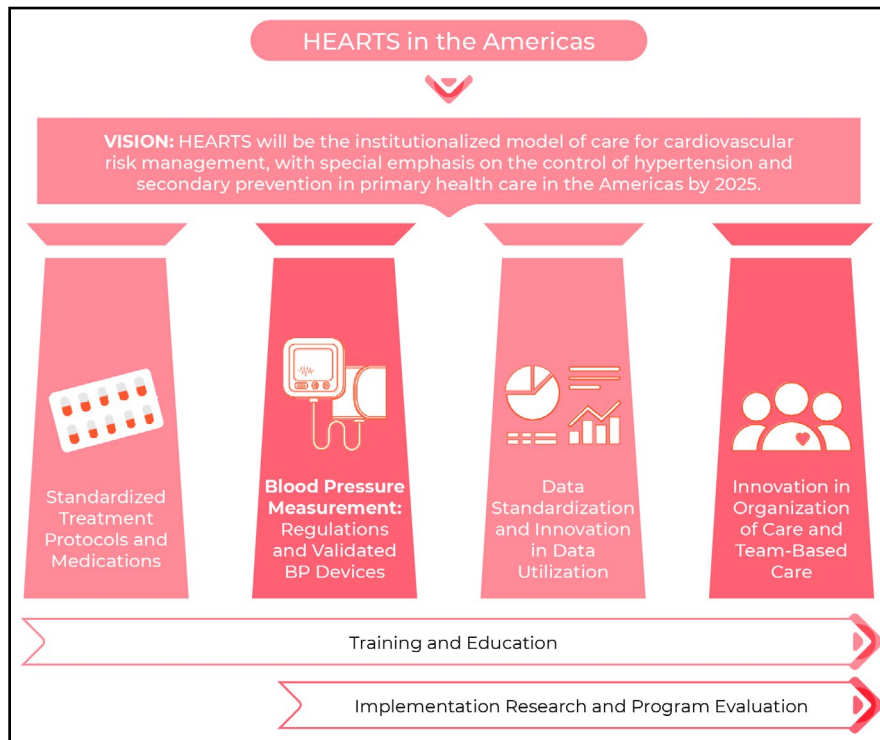 HEARTS in the Americas
VISION: HEARTS will be the institutionalized model of care for cardiovascular
risk management, with special emphasis on the control of hypertension and
secondary prevention in primary health care in the Americas by 2025.
Standardized
Treatment
Protocols and
Medications
Blood Pressure
Measurement:
Regulations
and Validated
BP Devices
Data
Standardization
and Innovation
in Data
Utilization
Innovation in
Organization
of Care and
Team-Based
Care
Training and Education
Implementation Research and Program Evaluation